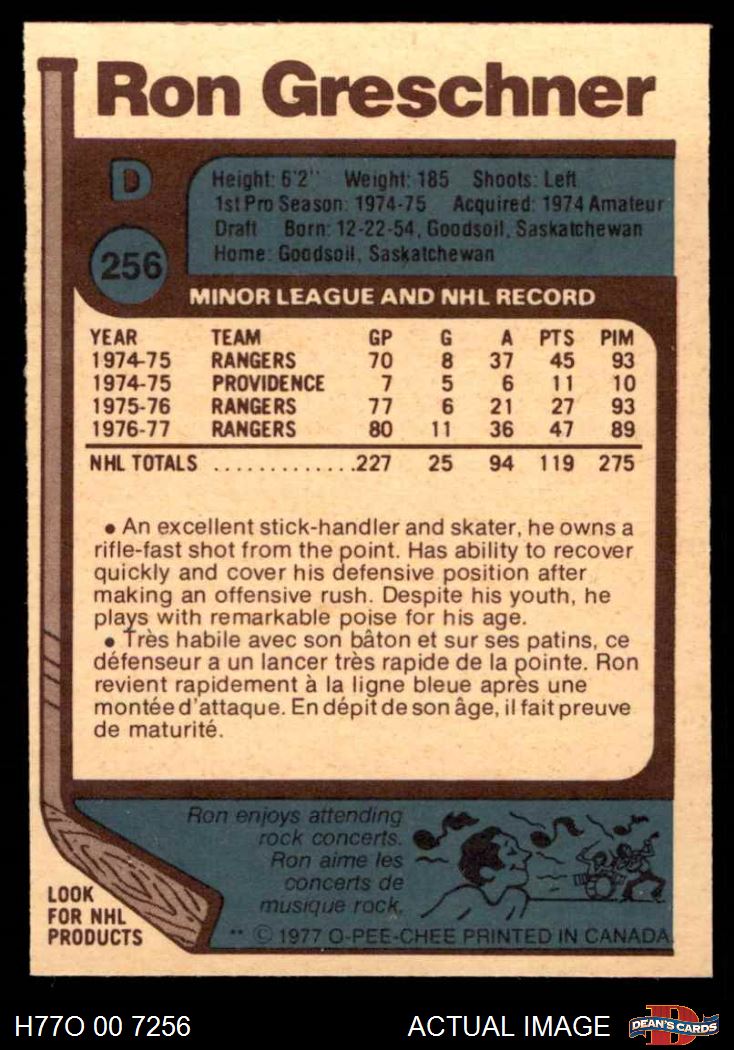 Ron Greschner
D
Height: 6'2" Weight: 185 Shoots: Left
1st Pro Season: 1974-75 Acquired: 1974 Amateur
Draft Born: 12-22-54, Goodsoil, Saskatchewan
Home: Goodsoil, Saskatchewan
256
MINOR LEAGUE AND NHL RECORD
YEAR TEAM GP G A PTS PIM
1974-75 RANGERS 70 8 37 45 93
1974-75 PROVIDENCE 7 5 6 11 10
1975-76 RANGERS 77 6 21 27 93
1976-77 RANGERS 80 11 36 47 89
NHL TOTALS ..............227 25 94 119 275
• An excellent stick-handler and skater, he owns a
rifle-fast shot from the point. Has ability to recover
quickly and cover his defensive position after
making an offensive rush. Despite his youth, he
plays with remarkable poise for his age.
• Très habile avec son bâton et sur ses patins, ce
défenseur a un lancer très rapide de la pointe. Ron
revient rapidement à la ligne bleue après une
montée d'attaque. En dépit de son âge, il fait preuve
de maturité.
Ron enjoys attending
rock concerts.
Ron aime les
concerts de
musique rock.
LOOK
FOR NHL
PRODUCTS
** © 1977 O-PEE-CHEE PRINTED IN CANADA
H77O 00 7256
ACTUAL IMAGE
D
DEAN'S CARDS